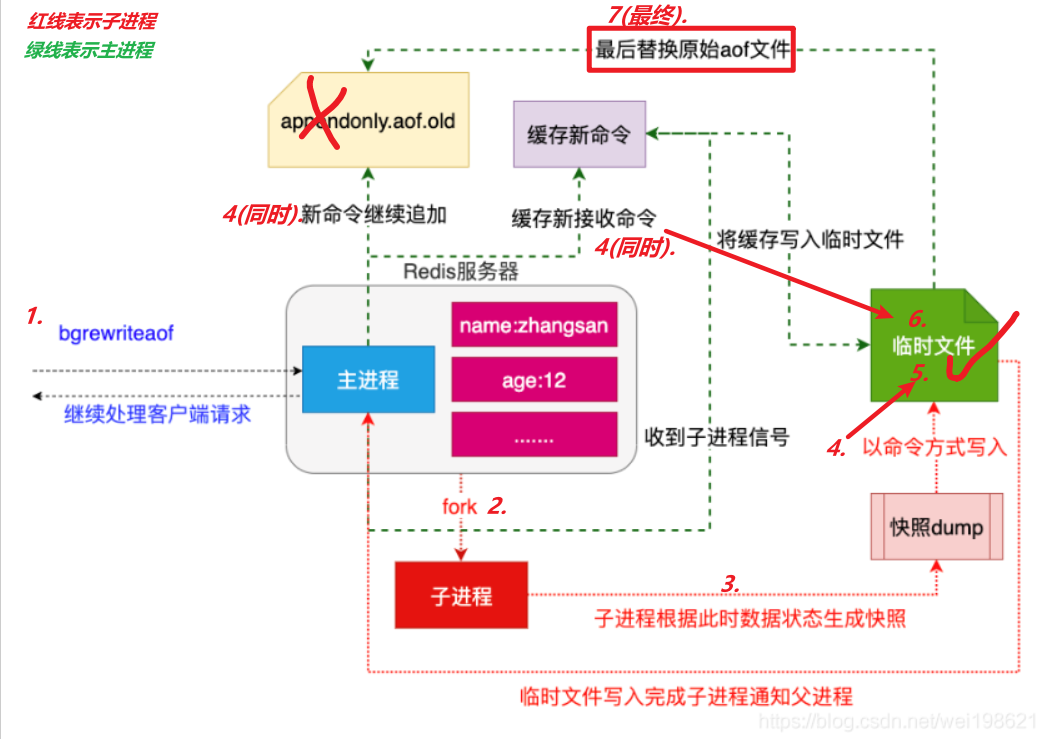 红线表示子进程
绿线表示主进程
7(最终).
最后替换原始aof文件
appendonly.aof.old
缓存新命令
4(同时).
新命令继续追加
缓存新接收命令
4(同时).
将缓存写入临时文件
Redis服务器
1.
bgrewriteaof
继续处理客户端请求
主进程
name:zhangsan
age:12
.......
收到子进程信号
6.
临时文件
5.
4.
以命令方式写入
fork
2.
快照dump
子进程
3.
子进程根据此时数据状态生成快照
临时文件写入完成子进程通知父进程
https://blog.csdn.net/wei198621